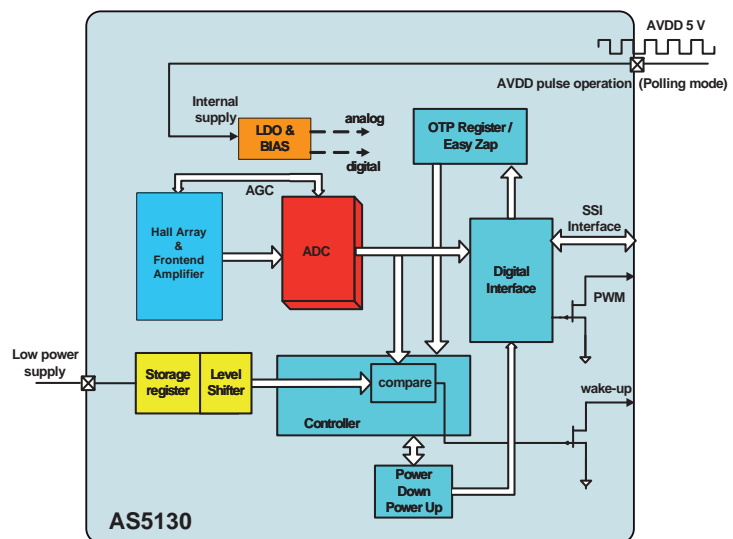 AVDD 5 V
AVDD pulse operation (Polling mode)
Internal
supply
LDO &
BIAS
analog
digital
OTP Register /
Easy Zap
AGC
Hall Array
&
Frontend
Amplifier
ADC
Digital
Interface
SSI
Interface
PWM
Low power
supply
Storage
register
Level
Shifter
compare
Controller
wake-up
Power
Down
Power Up
AS5130